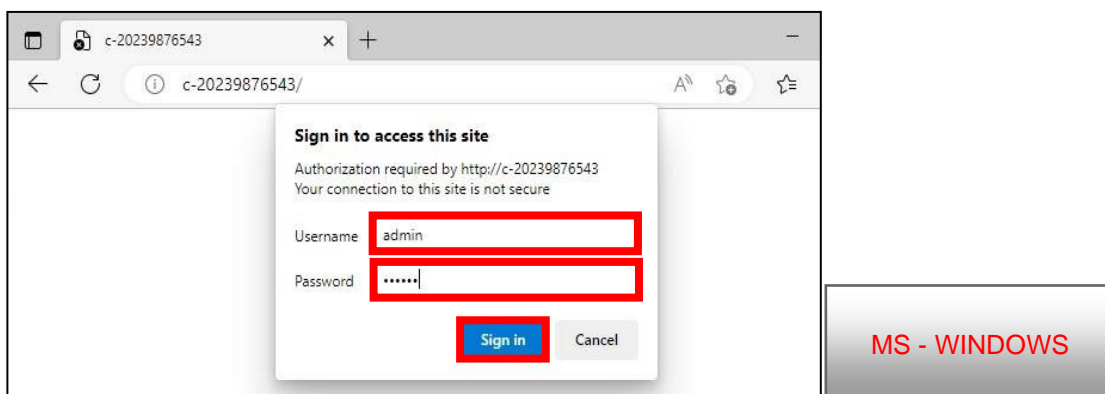 c-20239876543
c-20239876543/
Sign in to access this site
Authorization required by http://c-20239876543
Your connection to this site is not secure
Username admin
Password ••••••
Sign in Cancel
MS - WINDOWS